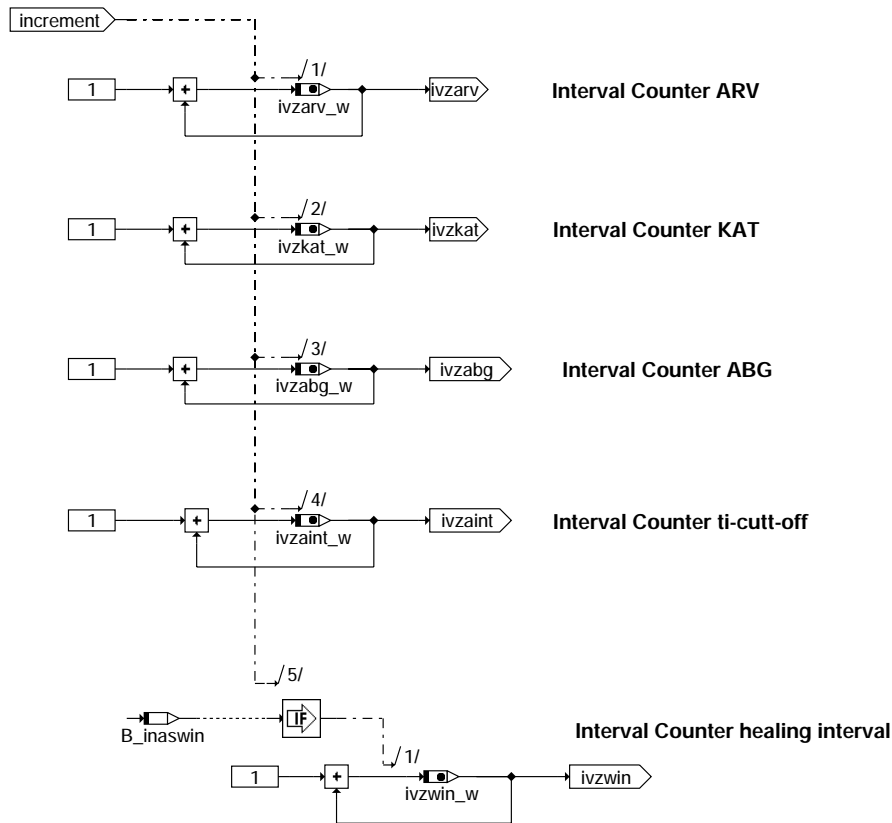 increment
/1/
1
+
ivzarv_w
ivzarv
Interval Counter ARV
/2/
1
+
ivzkat_w
ivzkat
Interval Counter KAT
/3/
1
+
ivzabg_w
ivzabg
Interval Counter ABG
/4/
1
+
ivzaint_w
ivzaint
Interval Counter ti-cutt-off
/5/
B_inaswin
IF
Interval Counter healing interval
/1/
1
+
ivzwin_w
ivzwin